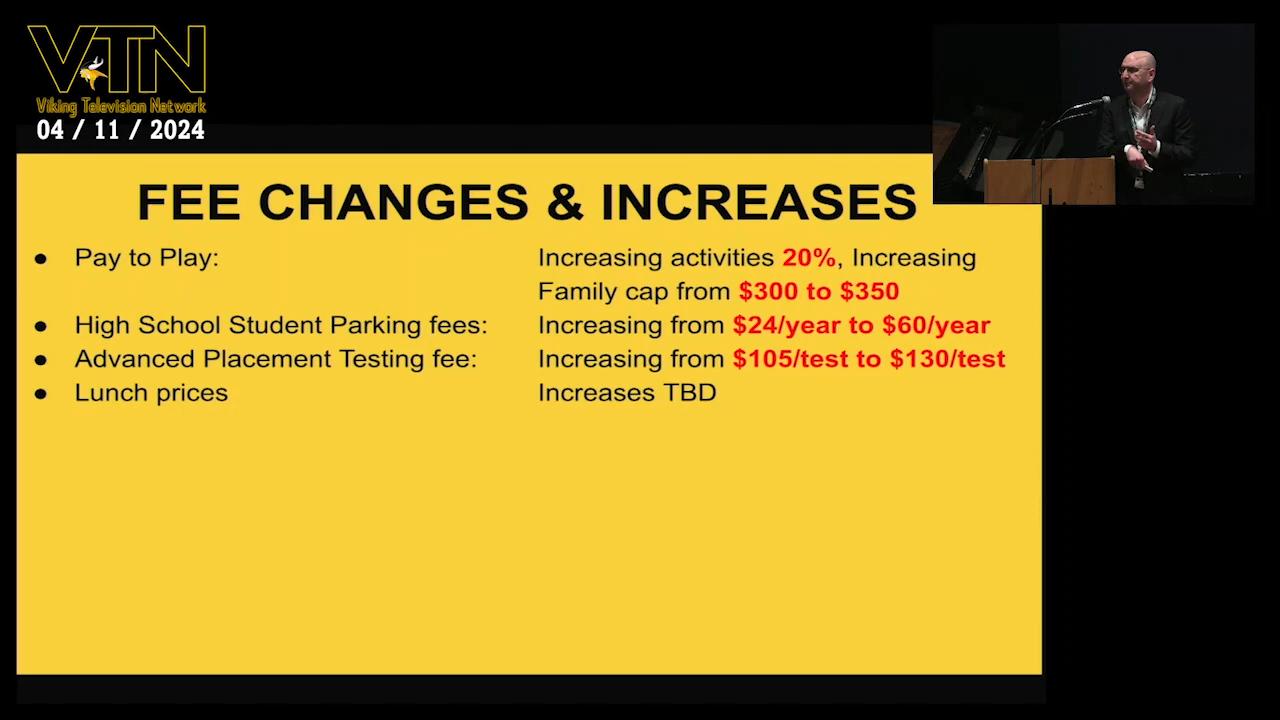 VTN
Viking Television Network
04 / 11 / 2024
FEE CHANGES & INCREASES
● Pay to Play: Increasing activities 20%, Increasing
Family cap from $300 to $350
● High School Student Parking fees: Increasing from $24/year to $60/year
● Advanced Placement Testing fee: Increasing from $105/test to $130/test
● Lunch prices Increases TBD